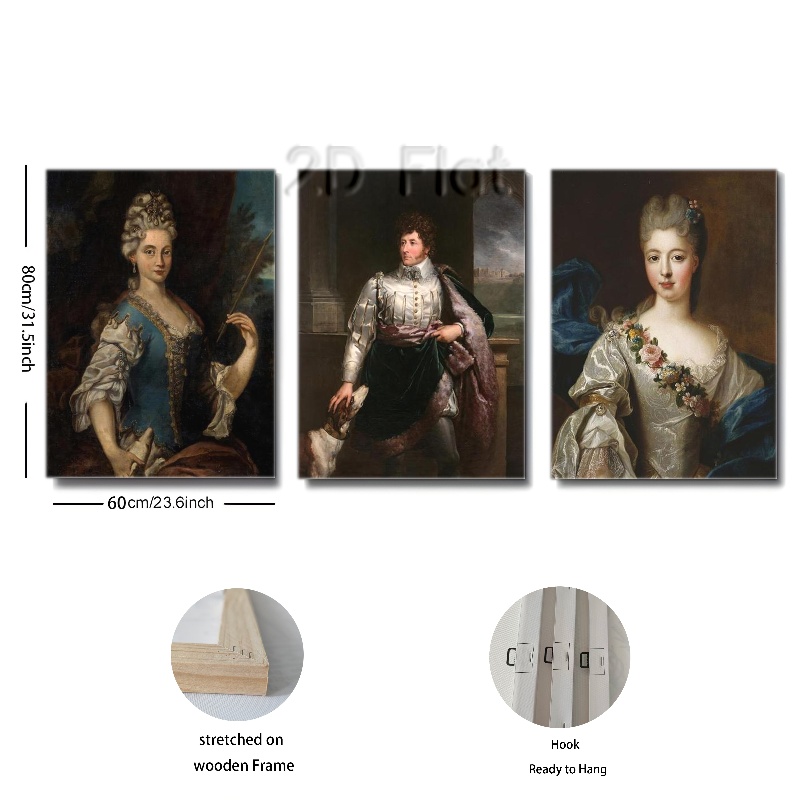 2D Flat
80cm/31.5inch
60cm/23.6inch
stretched on
wooden Frame
Hook
Ready to Hang